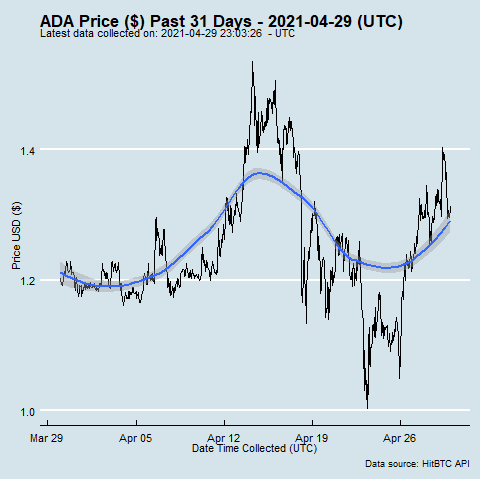 ADA Price ($) Past 31 Days - 2021-04-29 (UTC)
Latest data collected on: 2021-04-29 23:03:26 - UTC
Price USD ($)
1.4
1.2
1.0
Mar 29 Apr 05 Apr 12 Apr 19 Apr 26
Date Time Collected (UTC)
Data source: HitBTC API